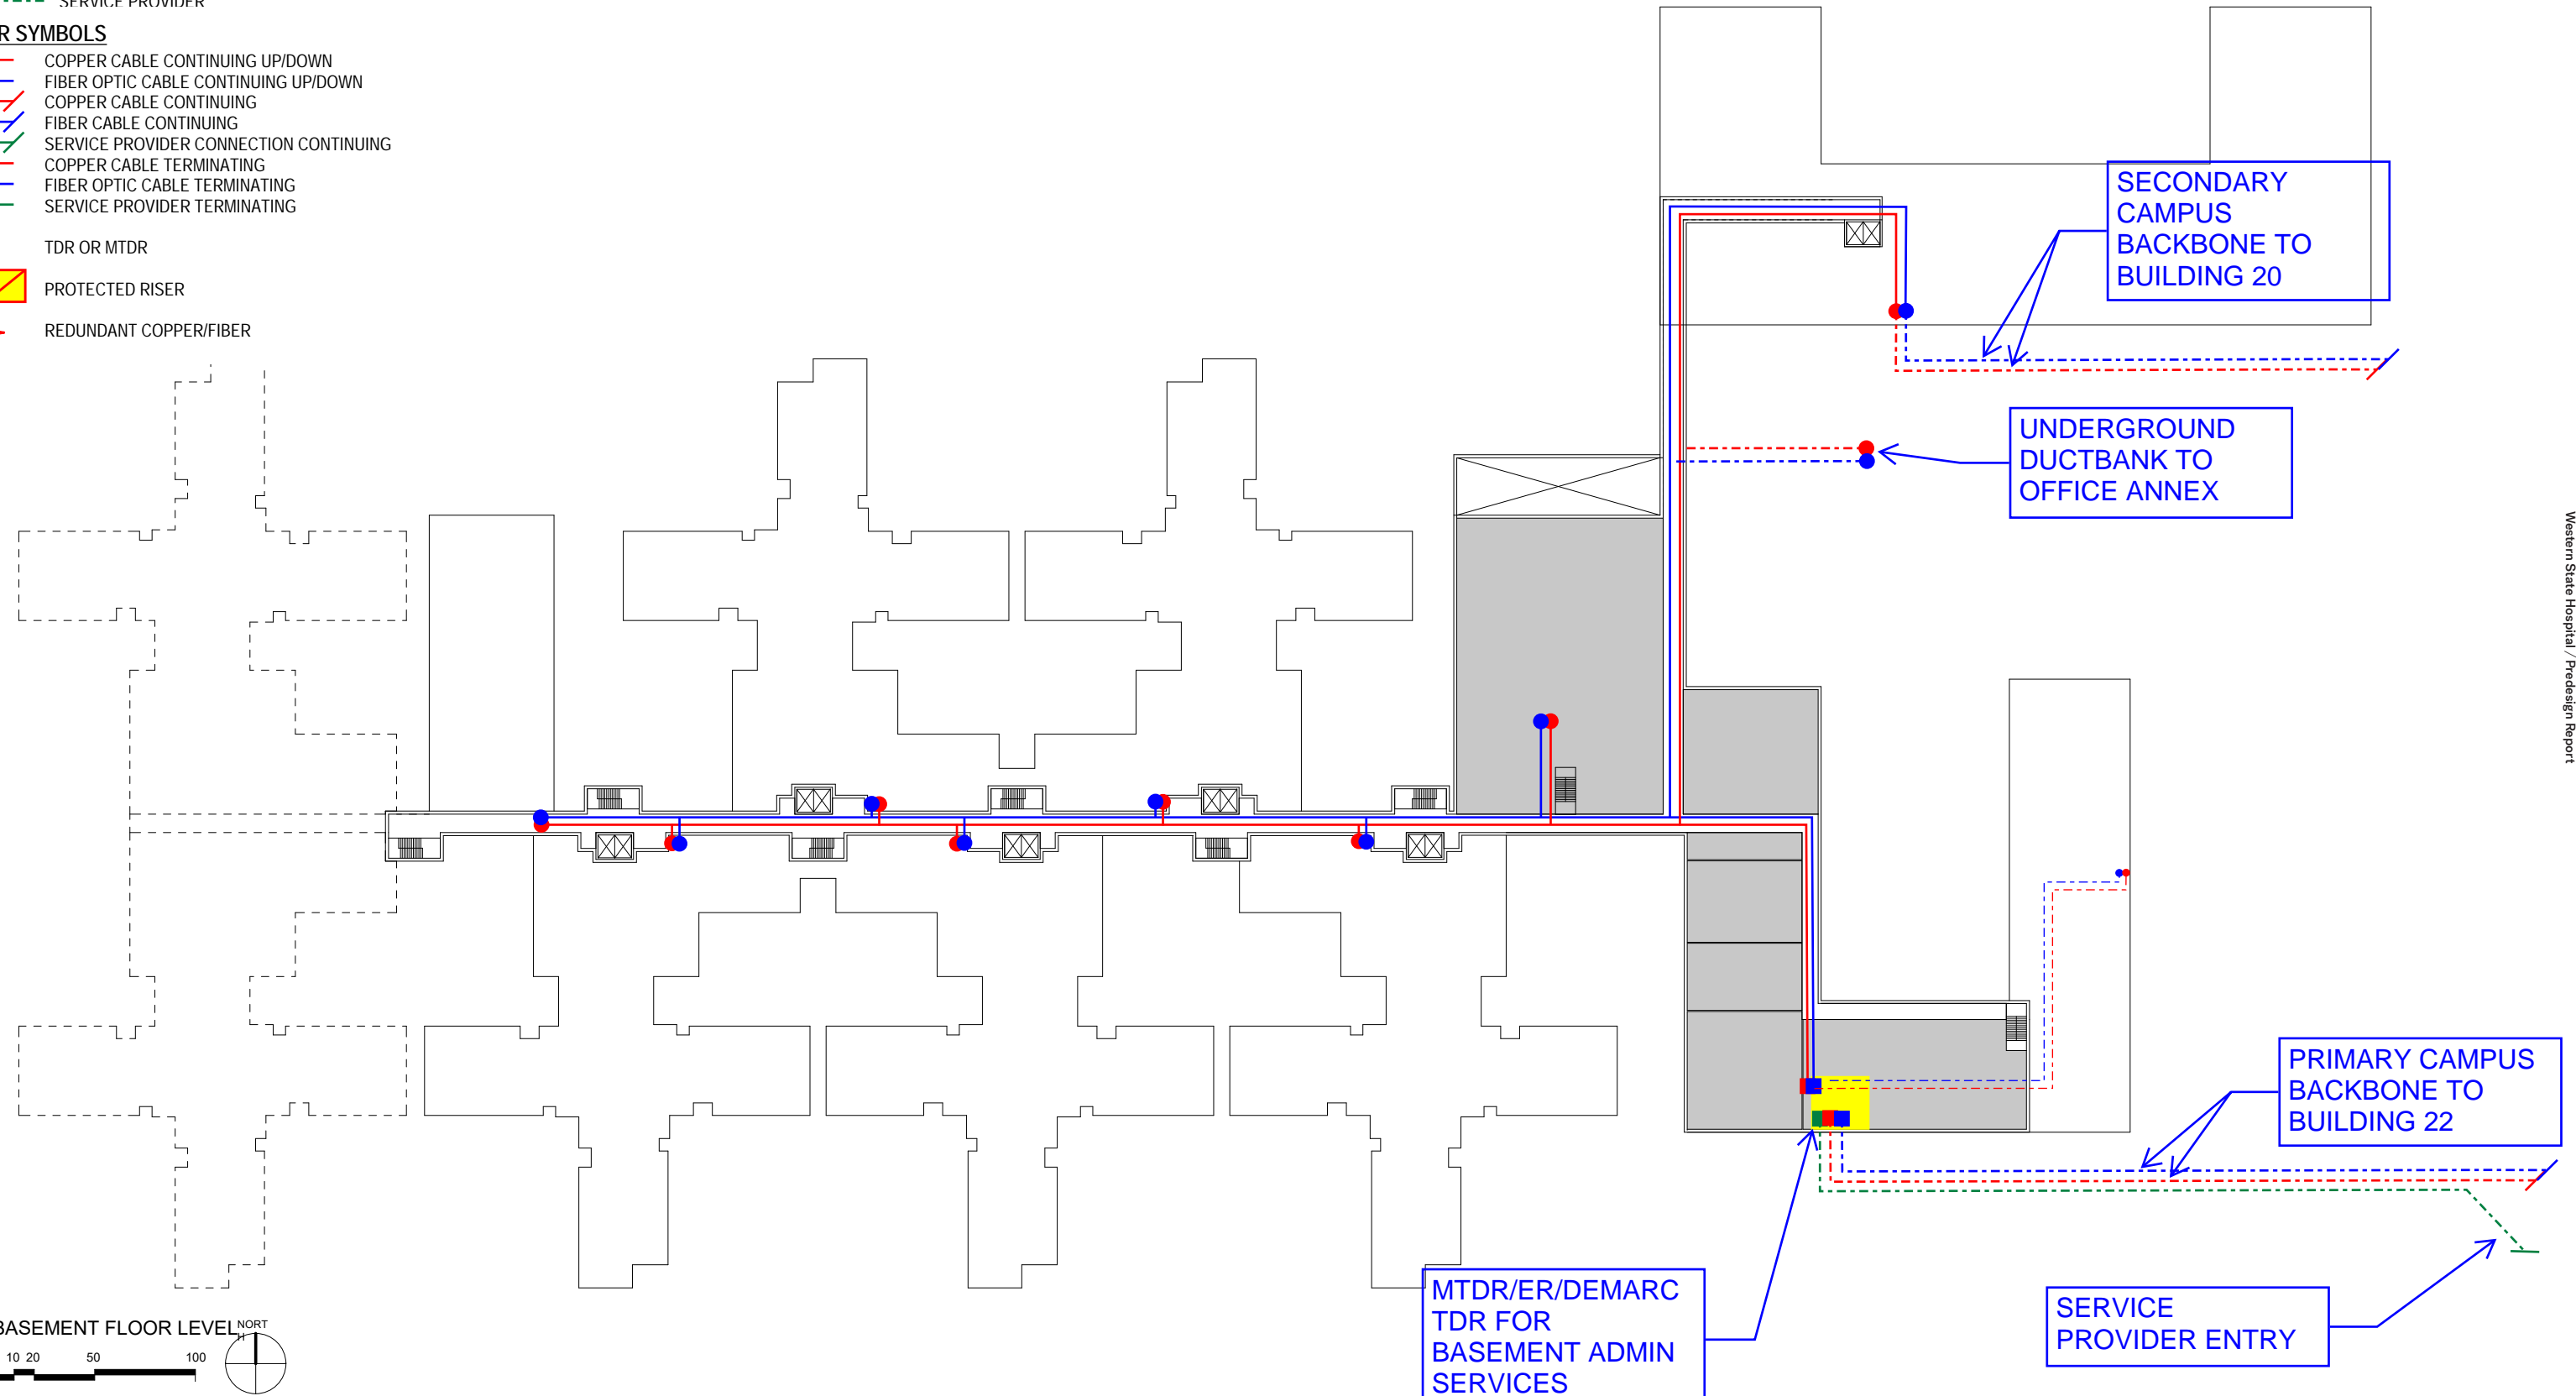 SERVICE PROVIDER
R SYMBOLS
COPPER CABLE CONTINUING UP/DOWN
FIBER OPTIC CABLE CONTINUING UP/DOWN
COPPER CABLE CONTINUING
FIBER CABLE CONTINUING
SERVICE PROVIDER CONNECTION CONTINUING
COPPER CABLE TERMINATING
FIBER OPTIC CABLE TERMINATING
SERVICE PROVIDER TERMINATING
TDR OR MTDR
PROTECTED RISER
REDUNDANT COPPER/FIBER
SECONDARY
CAMPUS
BACKBONE TO
BUILDING 20
UNDERGROUND
DUCTBANK TO
OFFICE ANNEX
Western State Hospital / Predesign Report
PRIMARY CAMPUS
BACKBONE TO
BUILDING 22
MTDR/ER/DEMARC
TDR FOR
BASEMENT ADMIN
SERVICES
SERVICE
PROVIDER ENTRY
BASEMENT FLOOR LEVEL
NORT
H
10 20 50 100